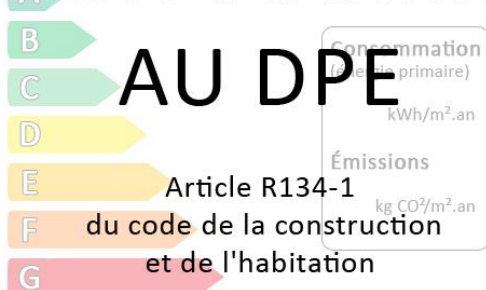 A
B
Consommation
AU DPE
(énergie primaire)
C
kWh/m².an
D
Émissions
E
Article R134-1
kg CO²/m².an
F
du code de la construction
et de l'habitation
G